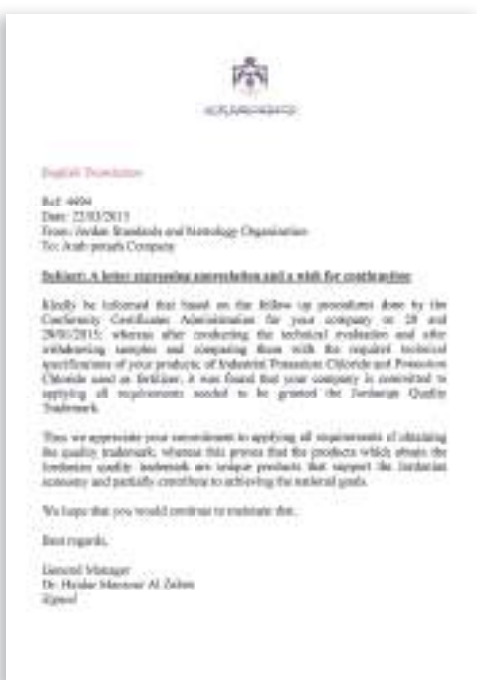 English Translation
Ref: 4494
Date: 22/03/2015
From: Jordan Standards and Metrology Organization
To: Arab potash Company
Subject: A letter expressing appreciation and a wish for continuation
Kindly be informed that based on the follow up procedures done by the
Conformity Certificates Administration for your company on 28 and
29/01/2015; whereas after conducting the technical evaluation and after
withdrawing samples and comparing them with the required technical
specifications of your products; of Industrial Potassium Chloride and Potassium
Chloride used as fertilizer, it was found that your company is committed to
applying all requirements needed to be granted the Jordanian Quality
Trademark.
Thus we appreciate your commitment to applying all requirements of obtaining
the quality trademark, whereas this proves that the products which obtain the
Jordanian quality trademark are unique products that support the Jordanian
economy and partially contribute to achieving the national goals.
We hope that you would continue to maintain this.
Best regards,
General Manager
Dr. Haidar Al
Signed